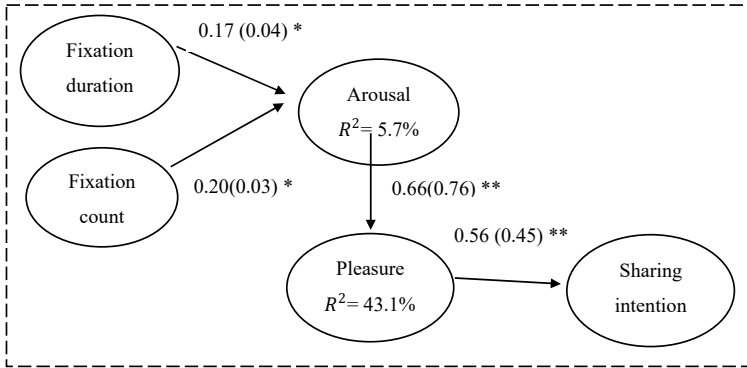 0.17 (0.04) *
Fixation
duration
Arousal
R²= 5.7%
Fixation
count
0.20(0.03) *
0.66(0.76) **
0.56 (0.45) **
Pleasure
R²= 43.1%
Sharing
intention